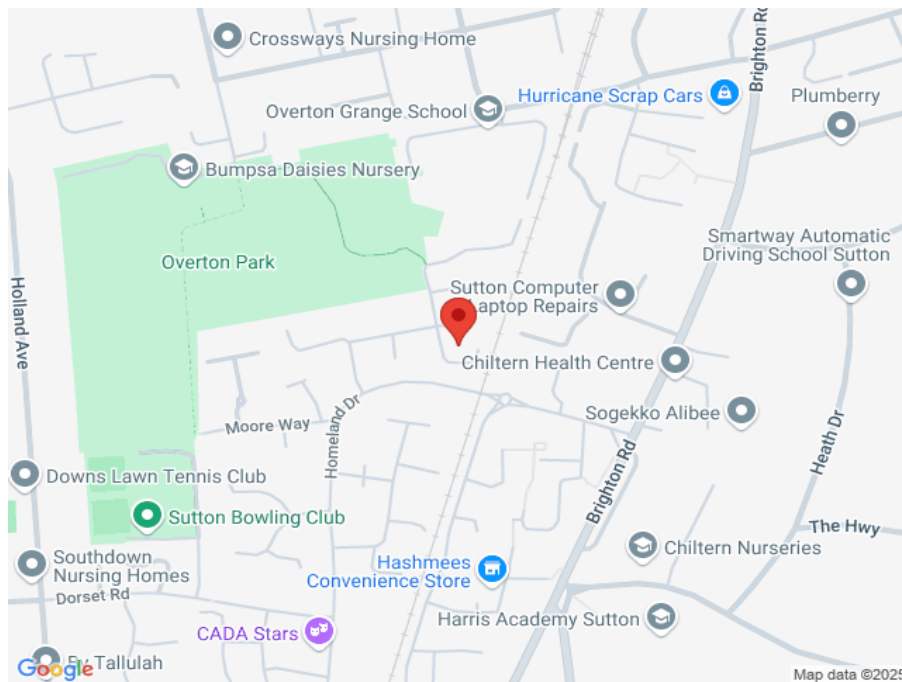 Crossways Nursing Home
Brighton Rd
Hurricane Scrap Cars
Plumberry
Overton Grange School
Bumpsa Daisies Nursery
Smartway Automatic
Driving School Sutton
Overton Park
Holland Ave
Sutton Computer
Laptop Repairs
Chiltern Health Centre
Sogekko Alibee
Moore Way
Homeland Dr
Heath Dr
Downs Lawn Tennis Club
Brighton Rd
Sutton Bowling Club
The Hwy
Chiltern Nurseries
Southdown
Nursing Homes
Hashmees
Convenience Store
Dorset Rd
Harris Academy Sutton
CADA Stars
By Tallulah
Google
Map data ©2025